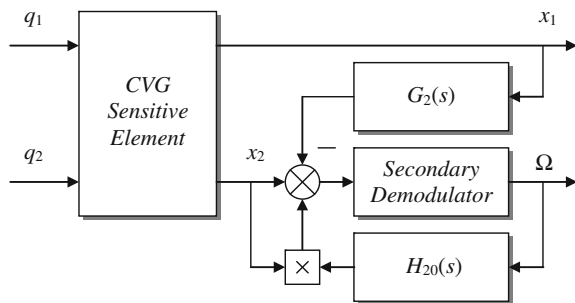 q1
x1
CVG
Sensitive
Element
G2(s)
q2
x2
—
Secondary
Demodulator
Ω
×
H20(s)